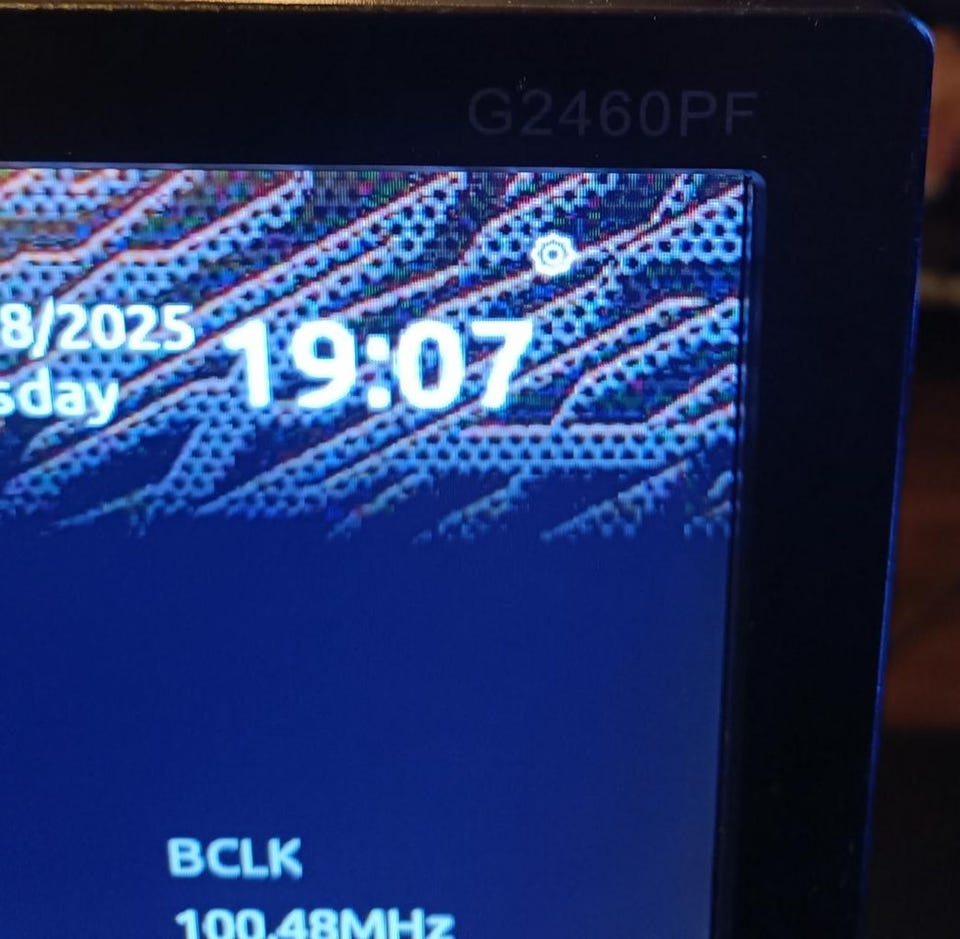 G2460PF
8/2025 19:07
sday
BCLK
100.48MHz